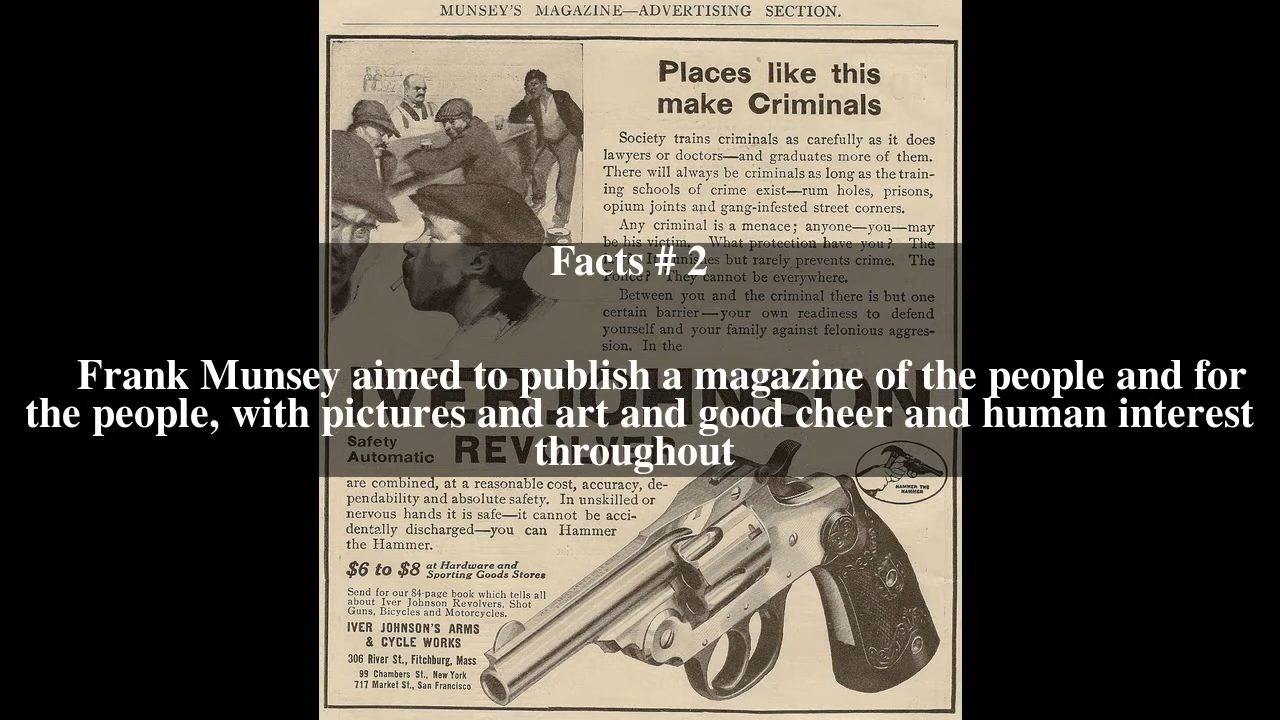 MUNSEY'S MAGAZINE—ADVERTISING SECTION.
Places like this
make Criminals
Society trains criminals as carefully as it does
lawyers or doctors—and graduates more of them.
There will always be criminals as long as the train-
ing schools of crime exist—rum holes, prisons,
opium joints and gang-infested street corners.
Any criminal is a menace; anyone—you—may
be his victim. What protection have you? The
but rarely prevents crime. The
Police? They cannot be everywhere.
Facts # 2
Between you and the criminal there is but one
certain barrier—your own readiness to defend
yourself and your family against felonious aggres-
sion. In the
Frank Munsey aimed to publish a magazine of the people and for
the people, with pictures and art and good cheer and human interest
throughout
IVER JOHNSON
Safety
Automatic REVOLVER
HAMMER THE
HAMMER
are combined, at a reasonable cost, accuracy, de-
pendability and absolute safety. In unskilled or
nervous hands it is safe—it cannot be acci-
dentally discharged—you can Hammer
the Hammer.
$6 to $8 at Hardware and
Sporting Goods Stores
Send for our 84-page book which tells all
about Iver Johnson Revolvers, Shot
Guns, Bicycles and Motorcycles.
IVER JOHNSON'S ARMS
& CYCLE WORKS
306 River St., Fitchburg, Mass
99 Chambers St., New York
717 Market St., San Francisco